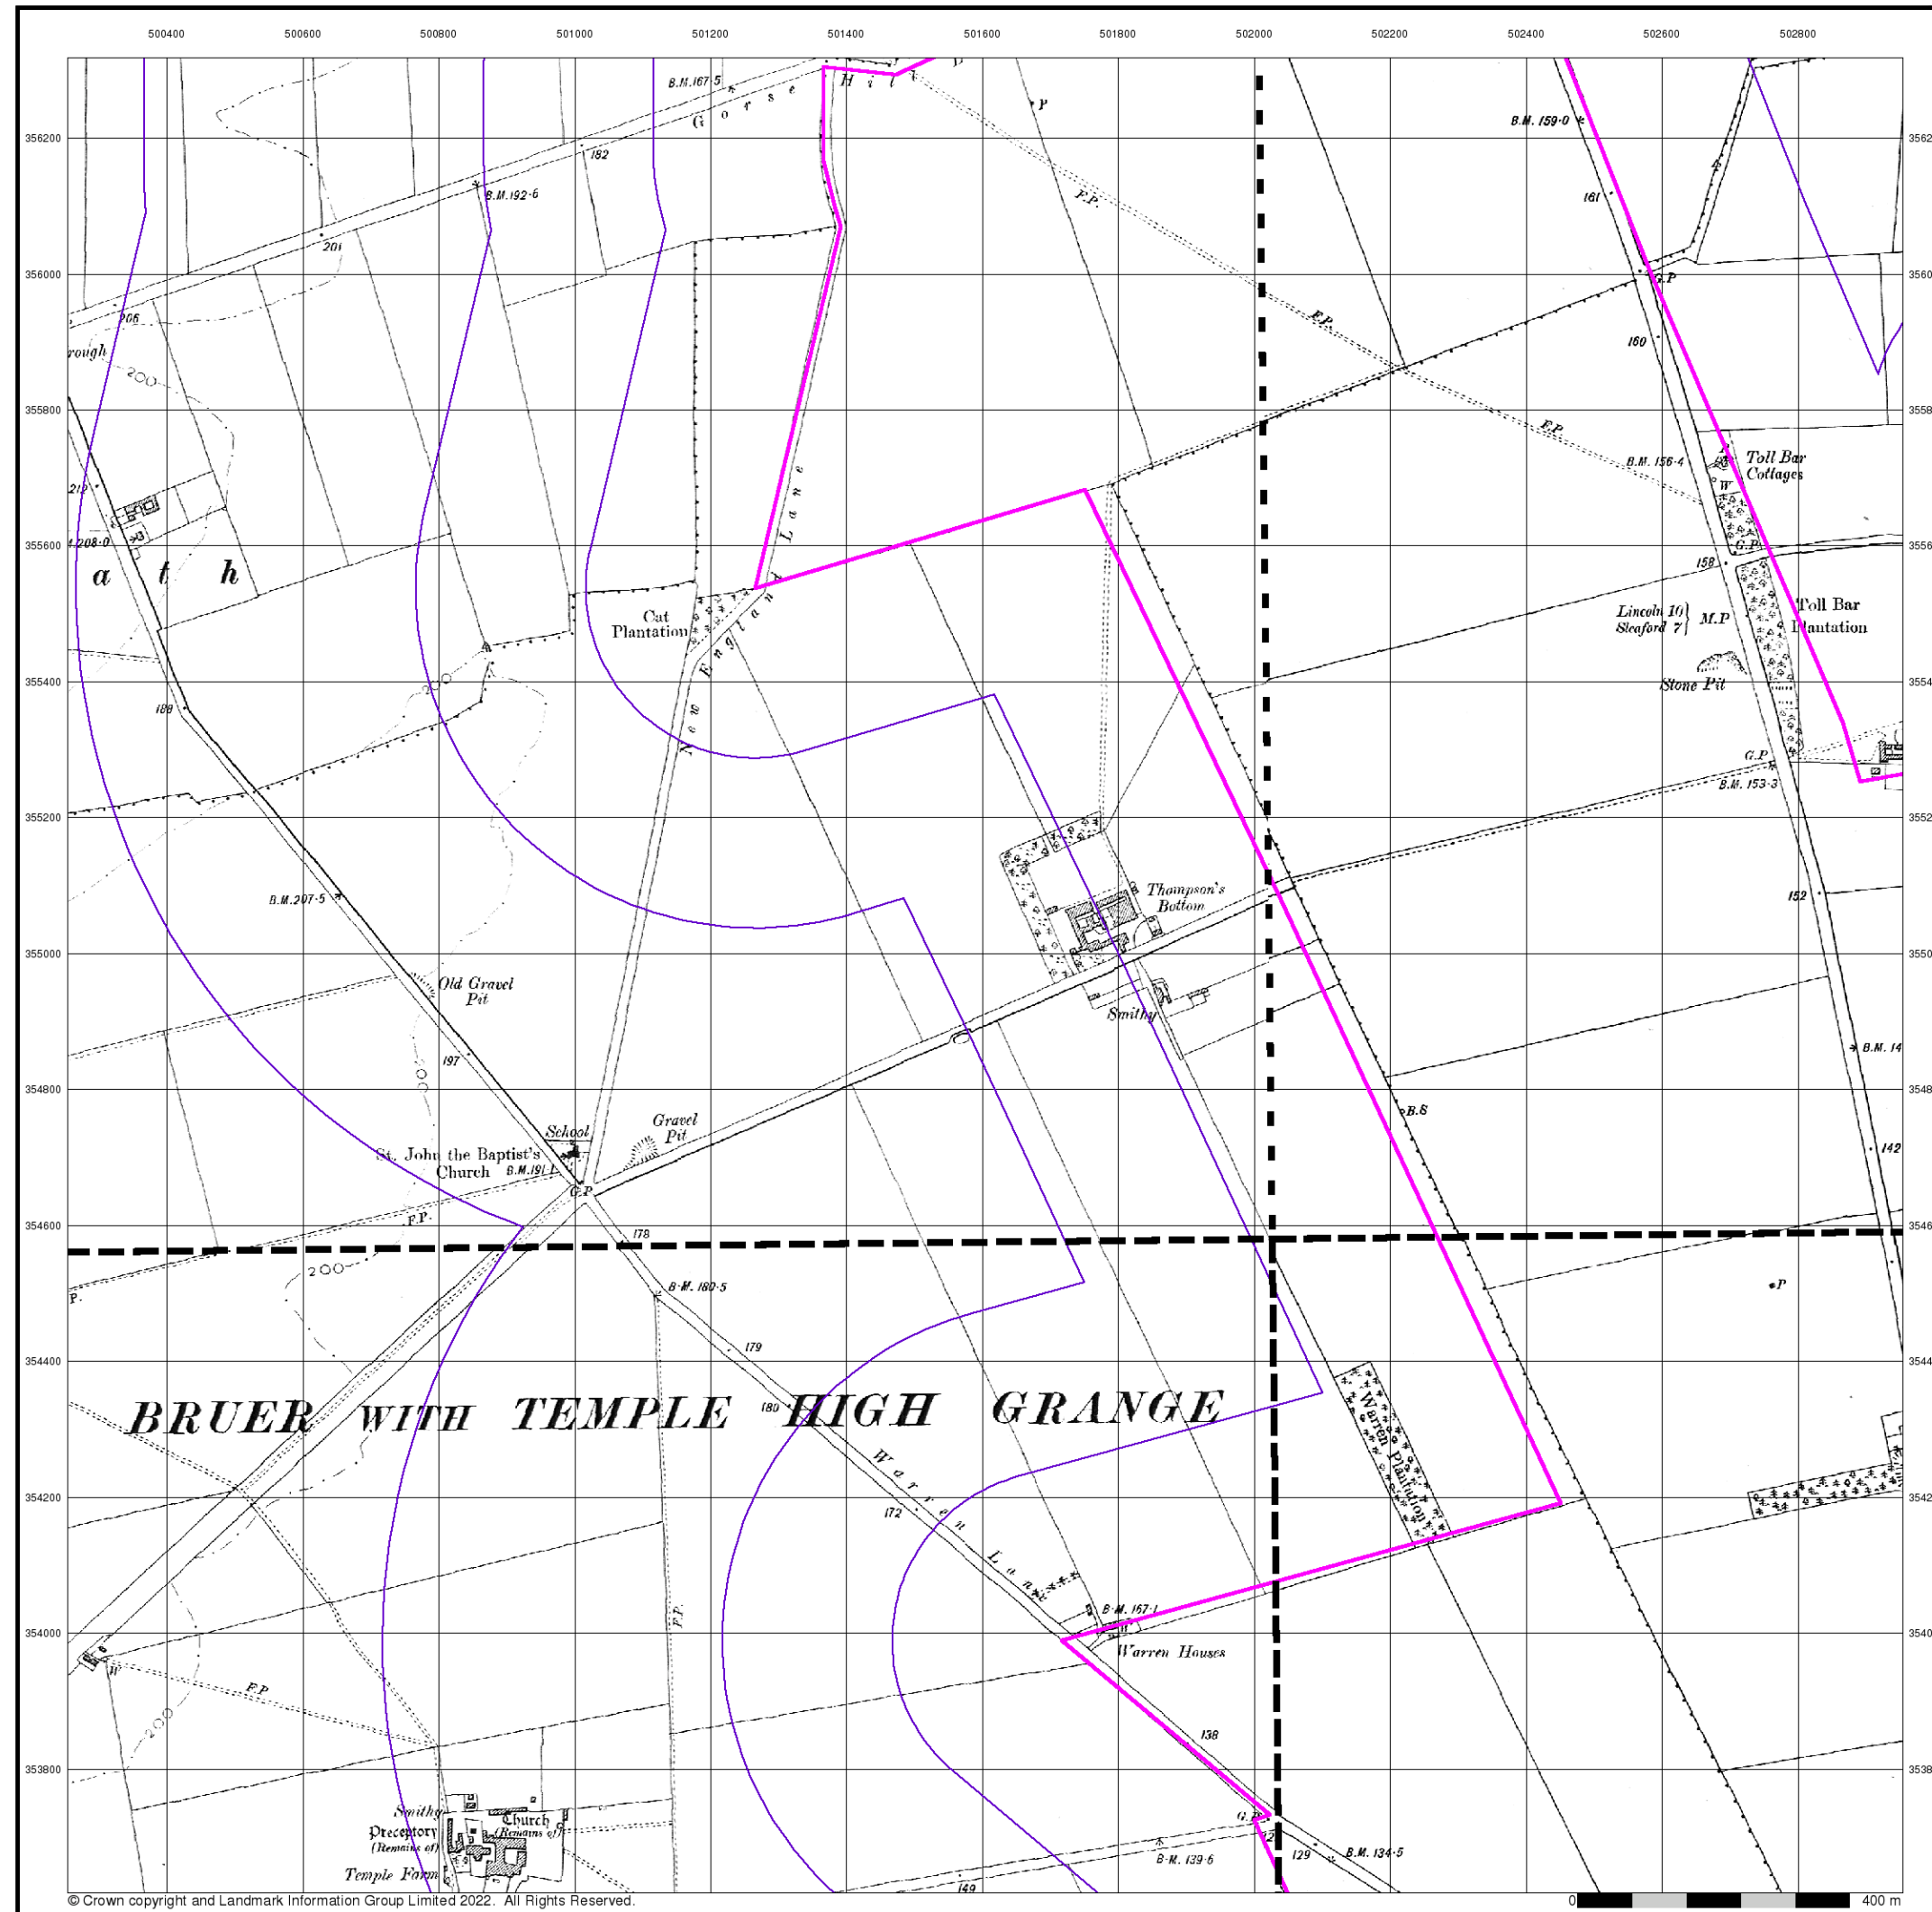 500400 500600 500800 501000 501200 501400 501600 501800 502000 502200 502400 502600 502800
356200
356000
355800
355600
355400
355200
355000
354800
354600
354400
354200
354000
353800
B.M.167·5
Gorse
Hill
P
B.M. 159·0
182
B.M.192·6
F.P.
161
201
G.P
206
F.P.
160
rough
200
F.P.
B.M. 156·4
Toll Bar
Cottages
W
212
Lane
208·0
G.P
158
ath
Cat
Plantation
New England
Lincoln 10
Sleaford 7
M.P
Toll Bar
Plantation
200
Stone Pit
188
G.P
B.M. 153·3
B.M.207·5
Thompson's
Bottom
152
Old Gravel
Pit
Smithy
197
200
B.M. 14
B.S
School
Gravel
Pit
St. John the Baptist's
Church B.M.191·1
142
G.P
F.P.
178
200
B.M. 180·5
P
P.
179
BRUER WITH TEMPLE HIGH GRANGE
180
Warren Plantation
Warren Lane
172
B.M. 167·1
F.P.
W
Warren Houses
W
F.P
200
138
Smithy
Church
(Remains of)
Preceptory
(Remains of)
Temple Farm
G.P
129
B.M. 134·5
B.M. 139·6
149
© Crown copyright and Landmark Information Group Limited 2022. All Rights Reserved.
0 400 m